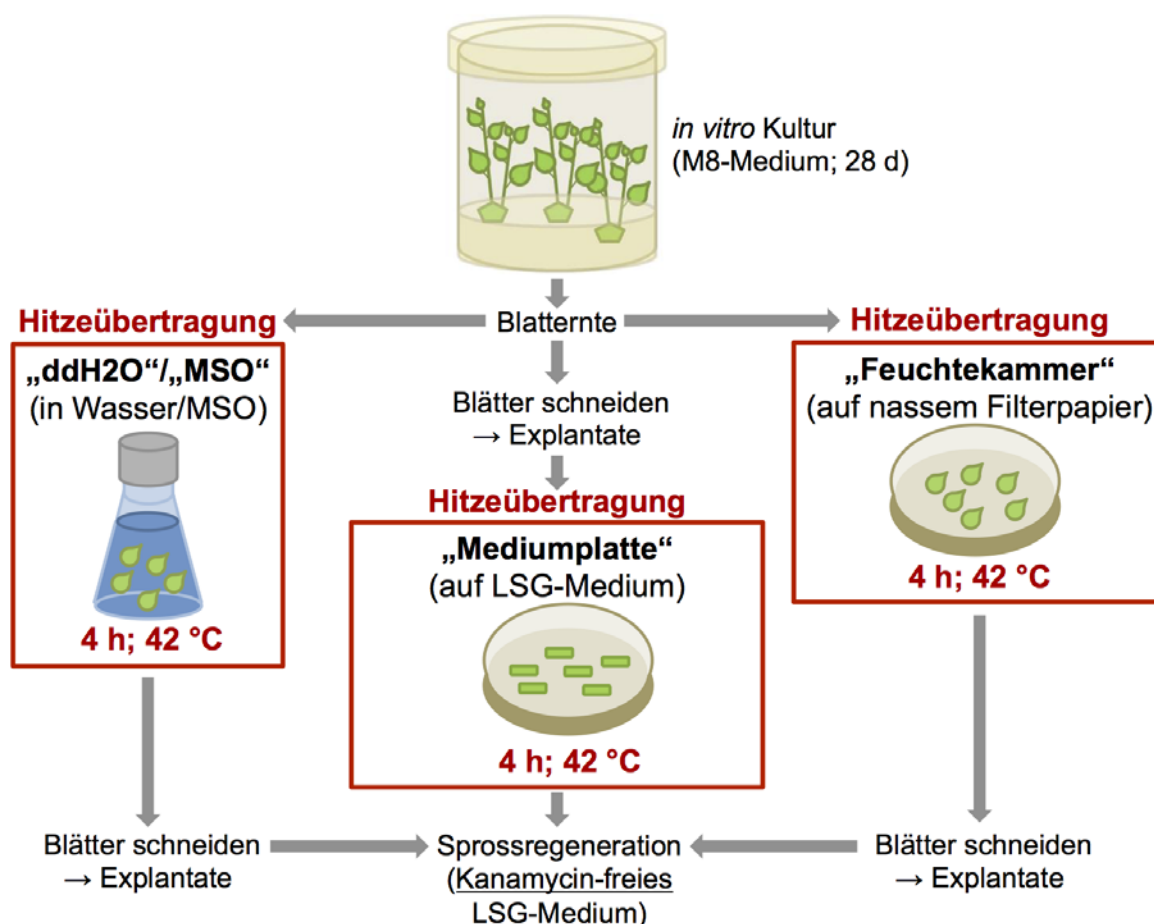 in vitro Kultur
(M8-Medium; 28 d)
Hitzeübertragung
Blatternte
Hitzeübertragung
„ddH2O“/„MSO“
(in Wasser/MSO)
4 h; 42 °C
Blätter schneiden
→ Explantate
Hitzeübertragung
„Mediumplatte“
(auf LSG-Medium)
4 h; 42 °C
„Feuchtekammer“
(auf nassem Filterpapier)
4 h; 42 °C
Blätter schneiden
→ Explantate
Sprossregeneration
(Kanamycin-freies
LSG-Medium)
Blätter schneiden
→ Explantate